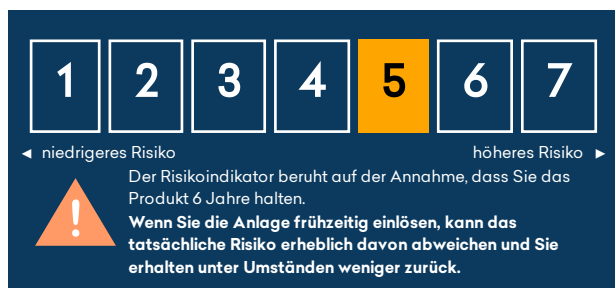 1 2 3 4 5 6 7
◄ niedrigeres Risiko höheres Risiko ►
Der Risikoindikator beruht auf der Annahme, dass Sie das
Produkt 6 Jahre halten.
Wenn Sie die Anlage frühzeitig einlösen, kann das
tatsächliche Risiko erheblich davon abweichen und Sie
erhalten unter Umständen weniger zurück.